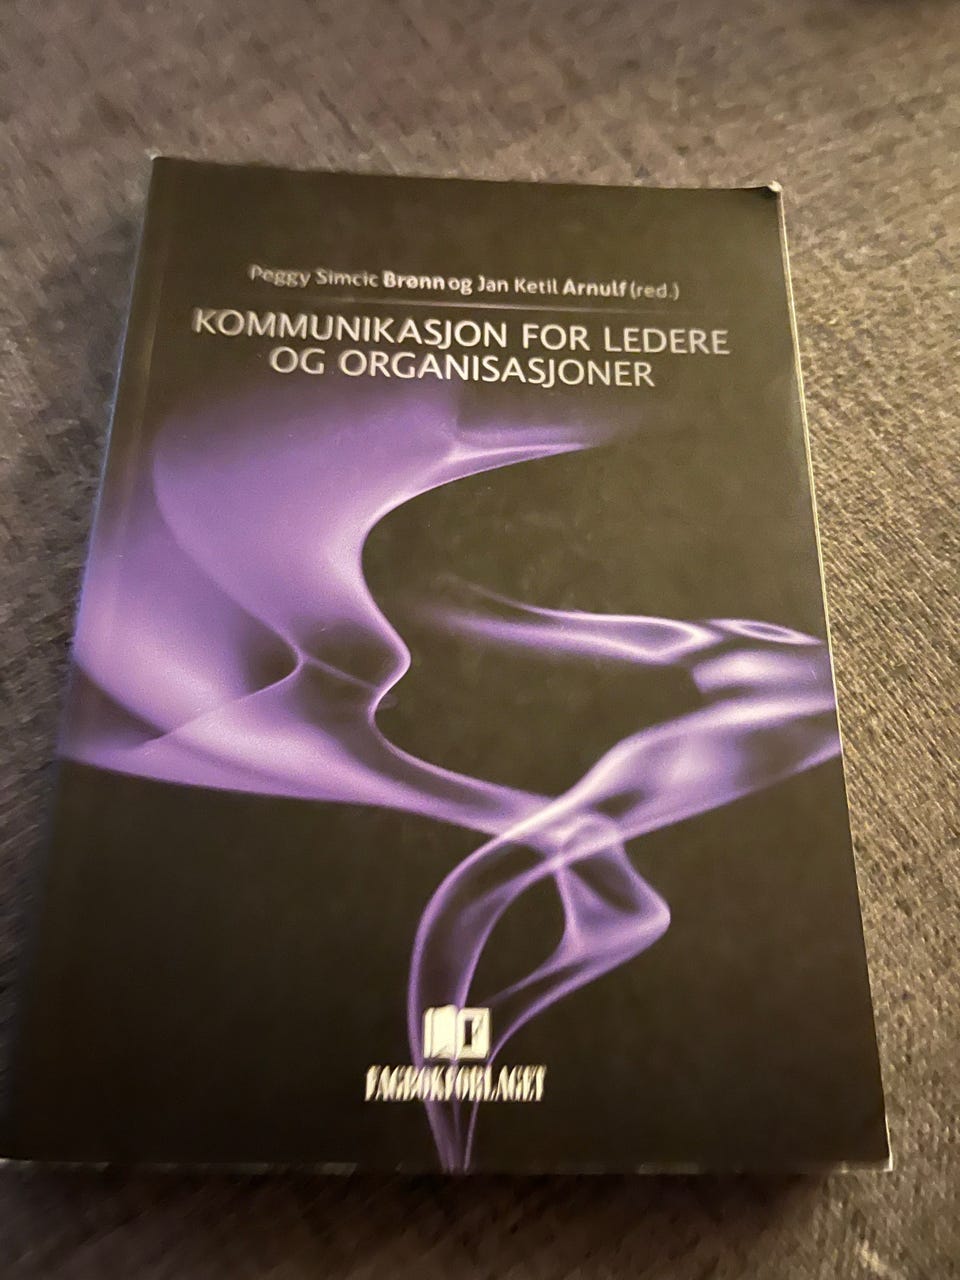 Peggy Simcic Brønn og Jan Ketil Arnulf (red.)
KOMMUNIKASJON FOR LEDERE
OG ORGANISASJONER
FAGBOKFORLAGET